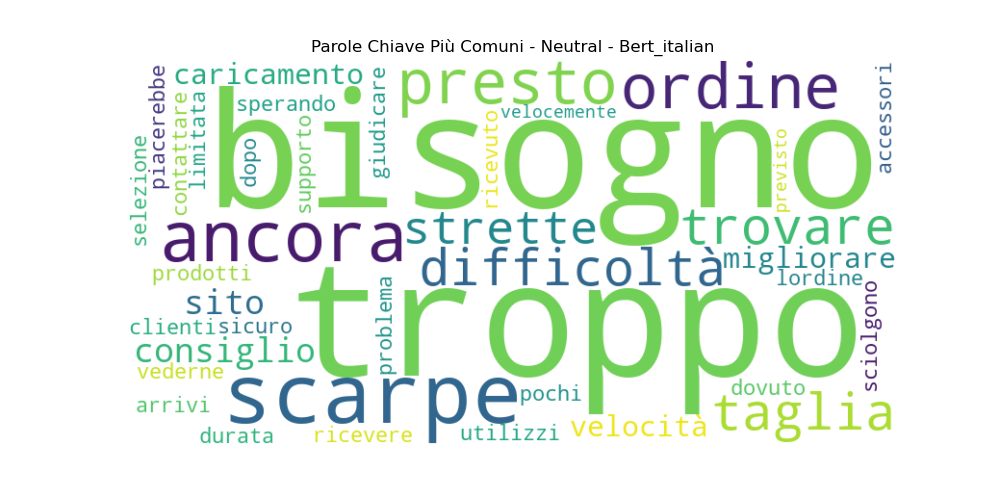 Parole Chiave Più Comuni - Neutral - Bert_italian
caricamento
presto
ordine
piacerebbe
contattare
limitata
sperando
dopo
supporto
giudicare
velocemente
ricevuto
previsto
accessori
selezione
bisogno
ancora
strette
trovare
difficoltà
migliorare
lordine
prodotti
sito
troppo
problema
sciolgono
clienti
sicuro
consiglio
vederne
scarpe
pochi
dovuto
taglia
arrivi
durata
ricevere
utilizzi
velocità